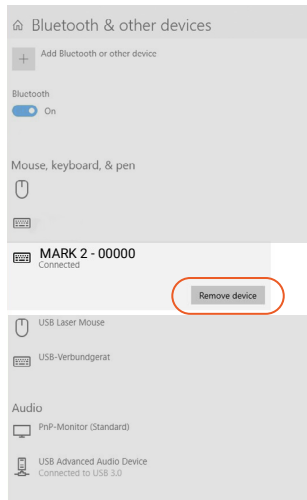 Bluetooth & other devices
Add Bluetooth or other device
Bluetooth
On
Mouse, keyboard, & pen
MARK 2 - 00000
Connected
Remove device
USB Laser Mouse
USB-Verbundgerat
Audio
PnP-Monitor (Standard)
USB Advanced Audio Device
Connected to USB 3.0